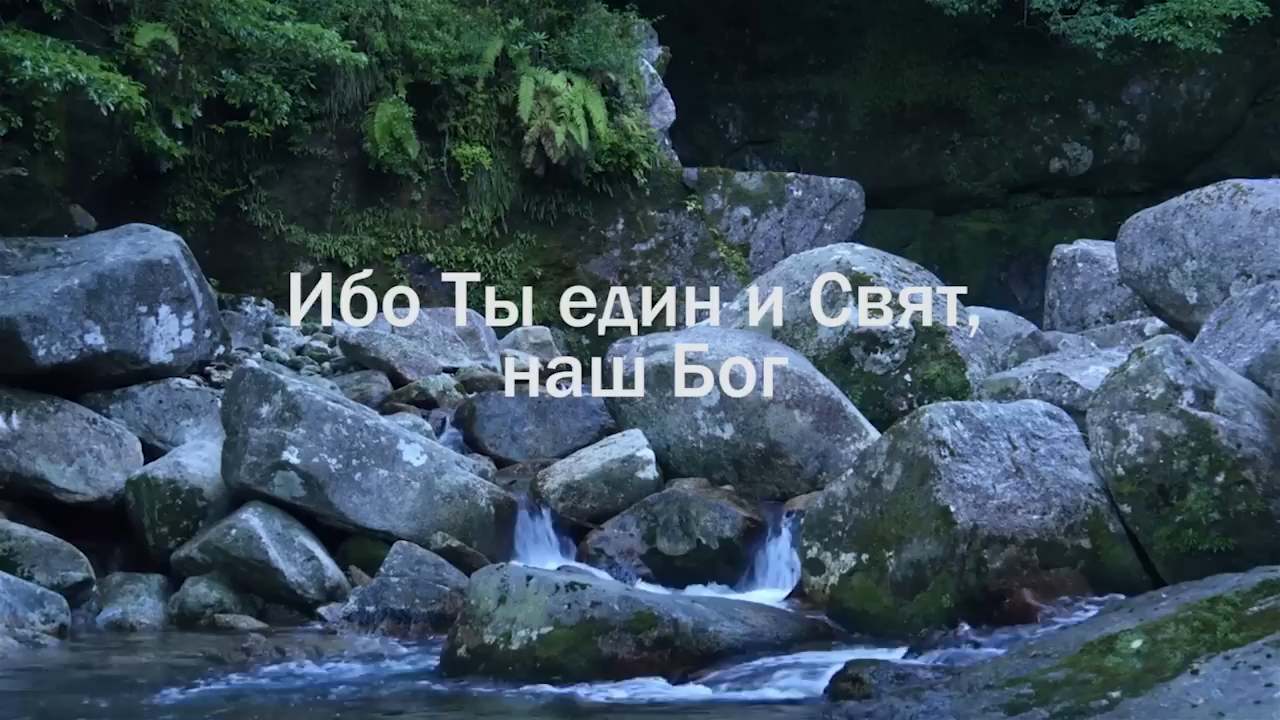 Ибо Ты един и Свят,
наш Бог